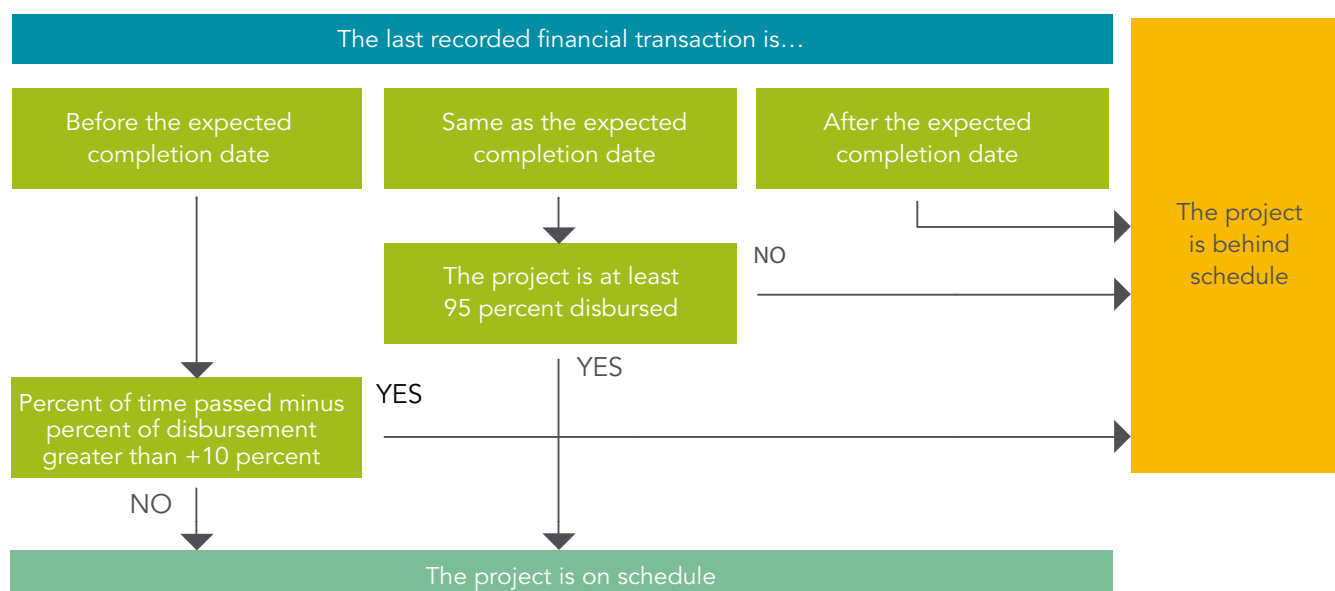 The last recorded financial transaction is…
Before the expected
completion date
Same as the expected
completion date
After the expected
completion date
The project
is behind
schedule
The project is at least
95 percent disbursed
NO
YES
Percent of time passed minus
percent of disbursement
greater than +10 percent
YES
NO
The project is on schedule